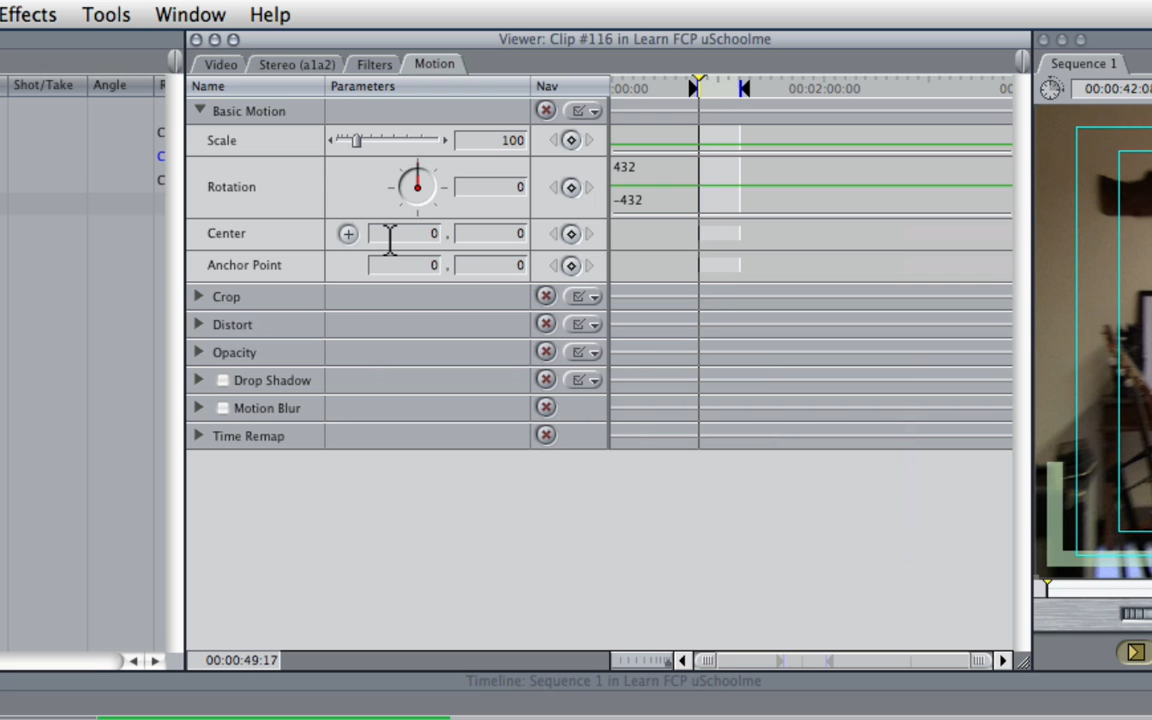 Effects Tools Window Help
Viewer: Clip #116 in Learn FCP uSchoolme
Video Stereo (a1a2) Filters Motion
Sequence 1
Shot/Take Angle R
Name Parameters Nav
:00:00 00:02:00:00 00
00:00:42:08
Basic Motion
Scale 100
Rotation 0
432
-432
Center 0 , 0
Anchor Point 0 , 0
Crop
Distort
Opacity
Drop Shadow
Motion Blur
Time Remap
C
C
C
00:00:49:17
Timeline: Sequence 1 in Learn FCP uSchoolme